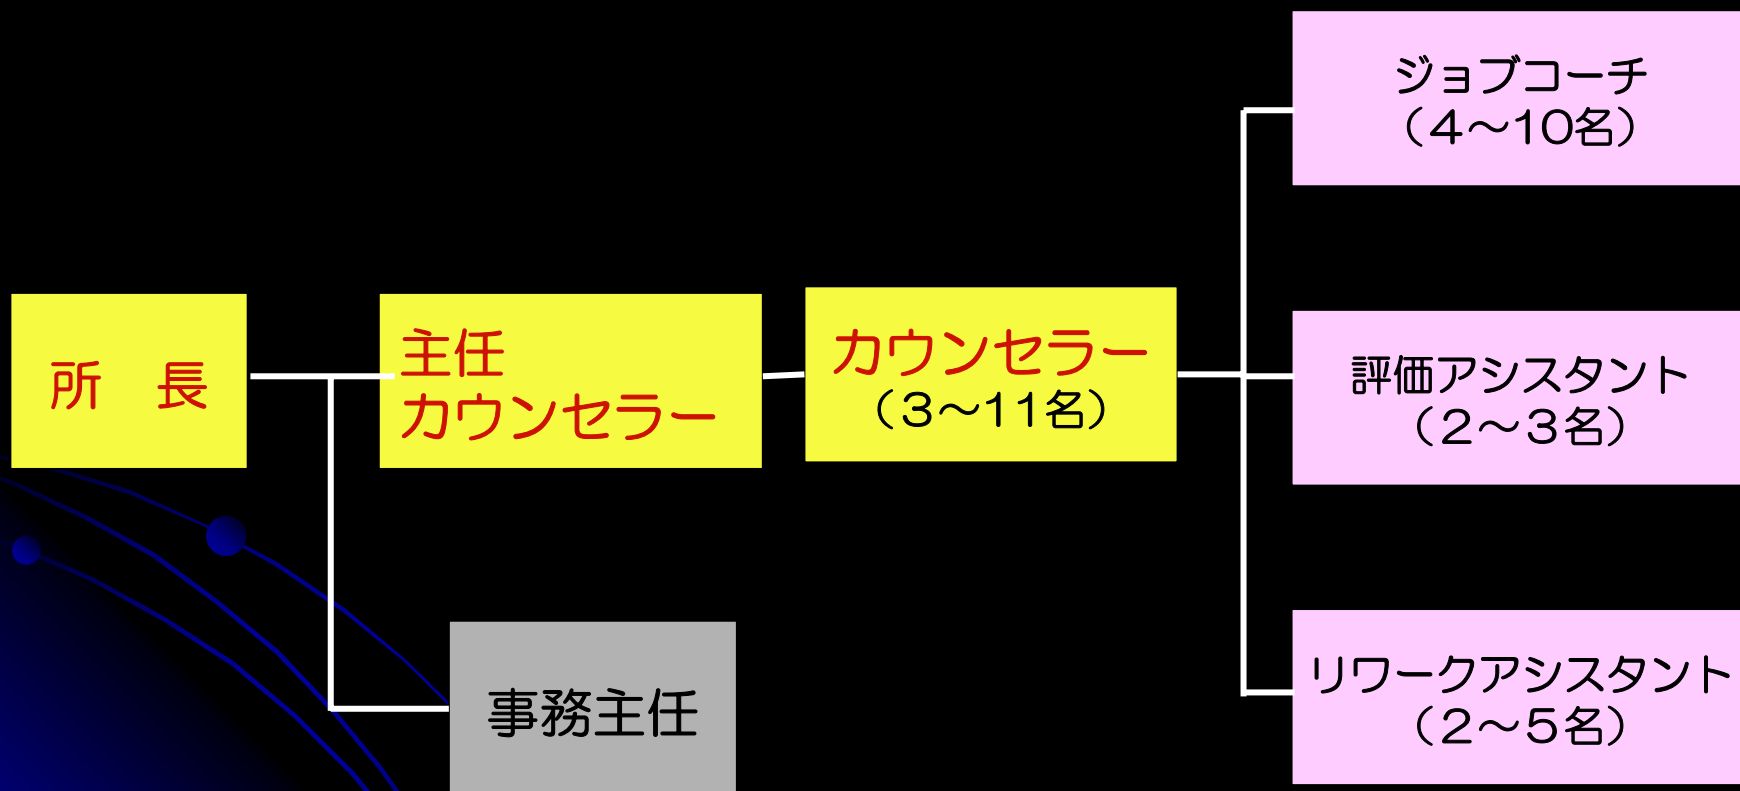 所　長
主任
カウンセラー
カウンセラー
（３～１１名）
事務主任
ジョブコーチ
（４～１０名）
評価アシスタント
（２～３名）
リワークアシスタント
（２～５名）